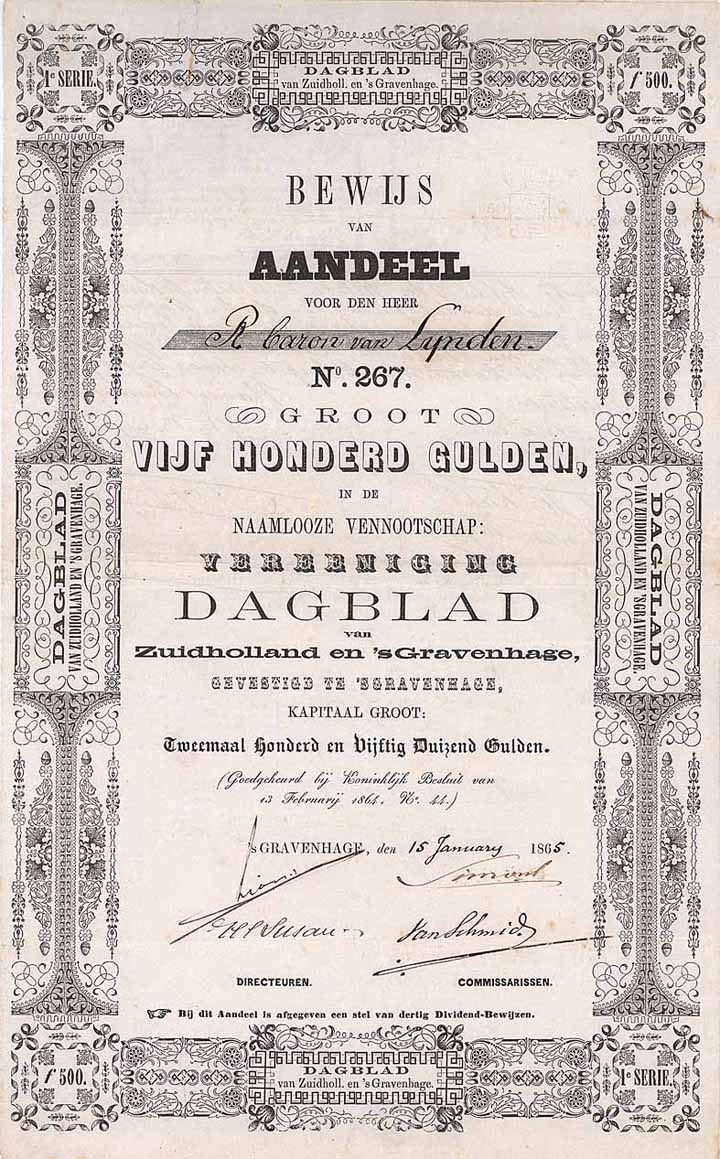 1e SERIE.
DAGBLAD
van Zuidholl. en 's Gravenhage.
f 500.
BEWIJS
VAN
AANDEEL
VOOR DEN HEER
R Baron van Lynden.
No. 267.
GROOT
VIJF HONDERD GULDEN,
IN DE
NAAMLOOZE VENNOOTSCHAP:
VEREENIGING
DAGBLAD
van
Zuidholland en 'sGravenhage,
GEVESTIGD TE 'SGRAVENHAGE,
KAPITAAL GROOT:
Tweemaal Honderd en Vijftig Duizend Gulden.
(Goedgekeurd bij Koninklijk Besluit van
13 Februarij 1864, No. 44.)
's GRAVENHAGE, den 15 January 1865.
Van Schmid
DIRECTEUREN. COMMISSARISSEN.
Bij dit Aandeel is afgegeven een stel van dertig Dividend-Bewijzen.
DAGBLAD
VAN ZUIDHOLLAND EN 'S GRAVENHAGE.
DAGBLAD
VAN ZUIDHOLLAND EN 'S GRAVENHAGE.
f 500.
DAGBLAD
van Zuidholl. en 's Gravenhage.
1e SERIE.